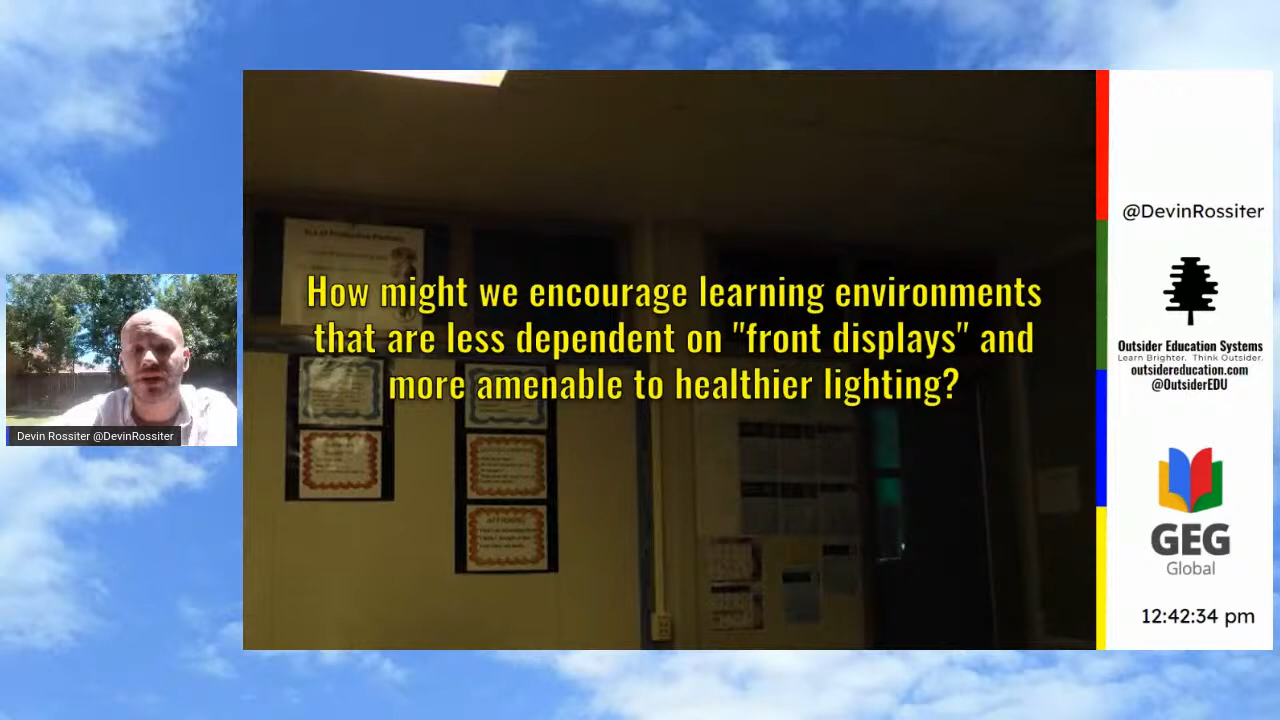 How might we encourage learning environments
that are less dependent on "front displays" and
more amenable to healthier lighting?
Devin Rossiter @DevinRossiter
@DevinRossiter
Outsider Education Systems
Learn Brighter. Think Outsider.
outsidereducation.com
@OutsiderEDU
GEG
Global
12:42:34 pm